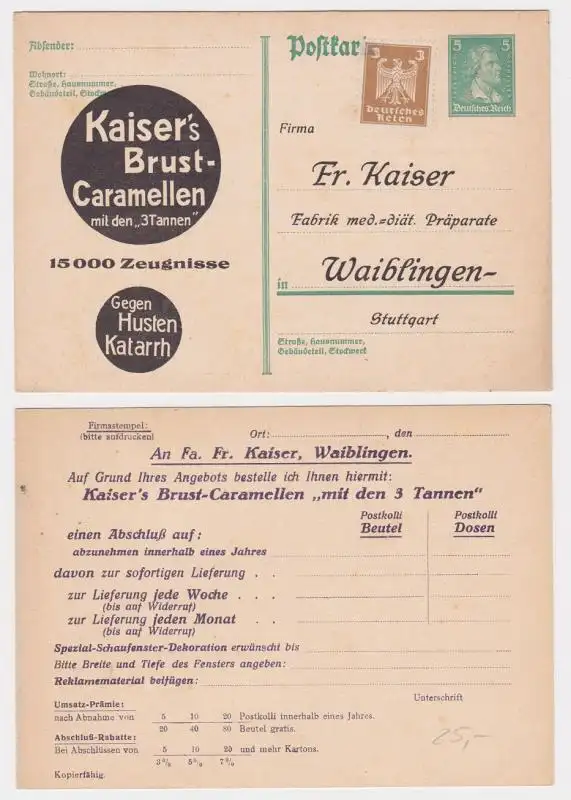 Absender:
Wohnort:
Straße, Hausnummer,
Gebäudeteil, Stockw
Postkar
3 3
Deutsches
Reich
5 5
Deutsches Reich
Kaiser's
Brust-
Caramellen
mit den „3Tannen"
15000 Zeugnisse
Gegen
Husten
Katarrh
Firma
Fr. Kaiser
Fabrik med.=diät. Präparate
in Waiblingen-
Stuttgart
Straße, Hausnummer,
Gebäudeteil, Stockwerk
Firmastempel:
(bitte aufdrucken)
Ort: , den
An Fa. Fr. Kaiser, Waiblingen.
Auf Grund Ihres Angebots bestelle ich Ihnen hiermit:
Kaiser's Brust-Caramellen „mit den 3 Tannen"
Postkolli Postkolli
Beutel Dosen
einen Abschluß auf:
abzunehmen innerhalb eines Jahres
davon zur sofortigen Lieferung . .
zur Lieferung jede Woche . . .
(bis auf Widerruf)
zur Lieferung jeden Monat . .
(bis auf Widerruf)
Spezial-Schaufenster-Dekoration erwünscht bis
Bitte Breite und Tiefe des Fensters angeben:
Reklamematerial beifügen:
Unterschrift
Umsatz-Prämie:
nach Abnahme von 5 10 20 Postkolli innerhalb eines Jahres.
20 40 80 Beutel gratis.
Abschluß-Rabatte:
Bei Abschlüssen von 5 10 20 und mehr Kartons.
3% 5% 7%
Kopierfähig.
25,-